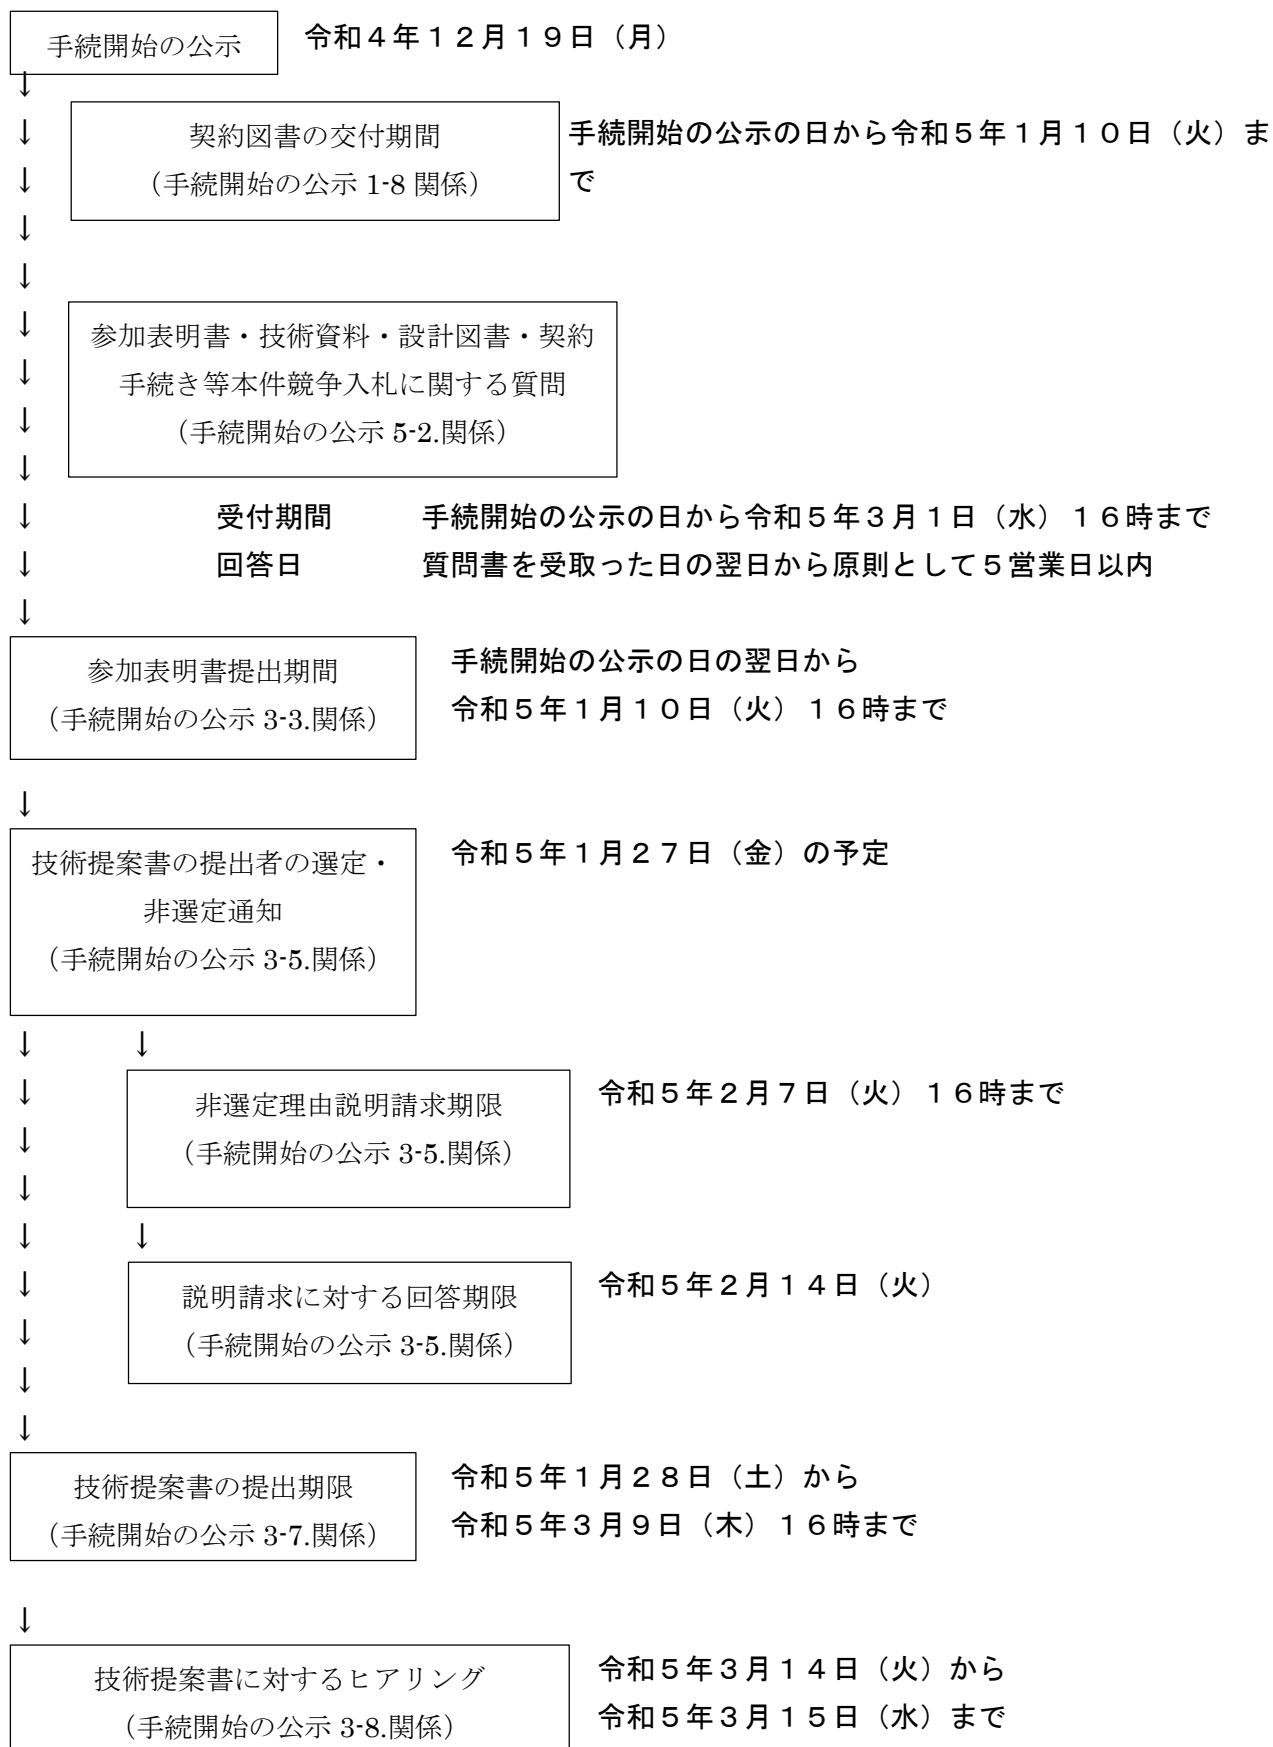 手続開始の公示
令和４年１２月１９日（月）
↓
↓
契約図書の交付期間
手続開始の公示の日から令和５年１月１０日（火）ま
↓
（手続開始の公示 1-8 関係）
で
↓
↓
↓
参加表明書・技術資料・設計図書・契約
↓
手続き等本件競争入札に関する質問
↓
（手続開始の公示 5-2.関係）
↓
↓
受付期間
手続開始の公示の日から令和５年３月１日（水）１６時まで
↓
回答日
質問書を受取った日の翌日から原則として５営業日以内
↓
参加表明書提出期間
手続開始の公示の日の翌日から
（手続開始の公示 3-3.関係）
令和５年１月１０日（火）１６時まで
↓
技術提案書の提出者の選定・
令和５年１月２７日（金）の予定
非選定通知
（手続開始の公示 3-5.関係）
↓ ↓
↓
非選定理由説明請求期限
令和５年２月７日（火）１６時まで
↓
（手続開始の公示 3-5.関係）
↓
↓ ↓
↓
説明請求に対する回答期限
令和５年２月１４日（火）
↓
（手続開始の公示 3-5.関係）
↓
↓
技術提案書の提出期限
令和５年１月２８日（土）から
（手続開始の公示 3-7.関係）
令和５年３月９日（木）１６時まで
↓
技術提案書に対するヒアリング
令和５年３月１４日（火）から
（手続開始の公示 3-8.関係）
令和５年３月１５日（水）まで